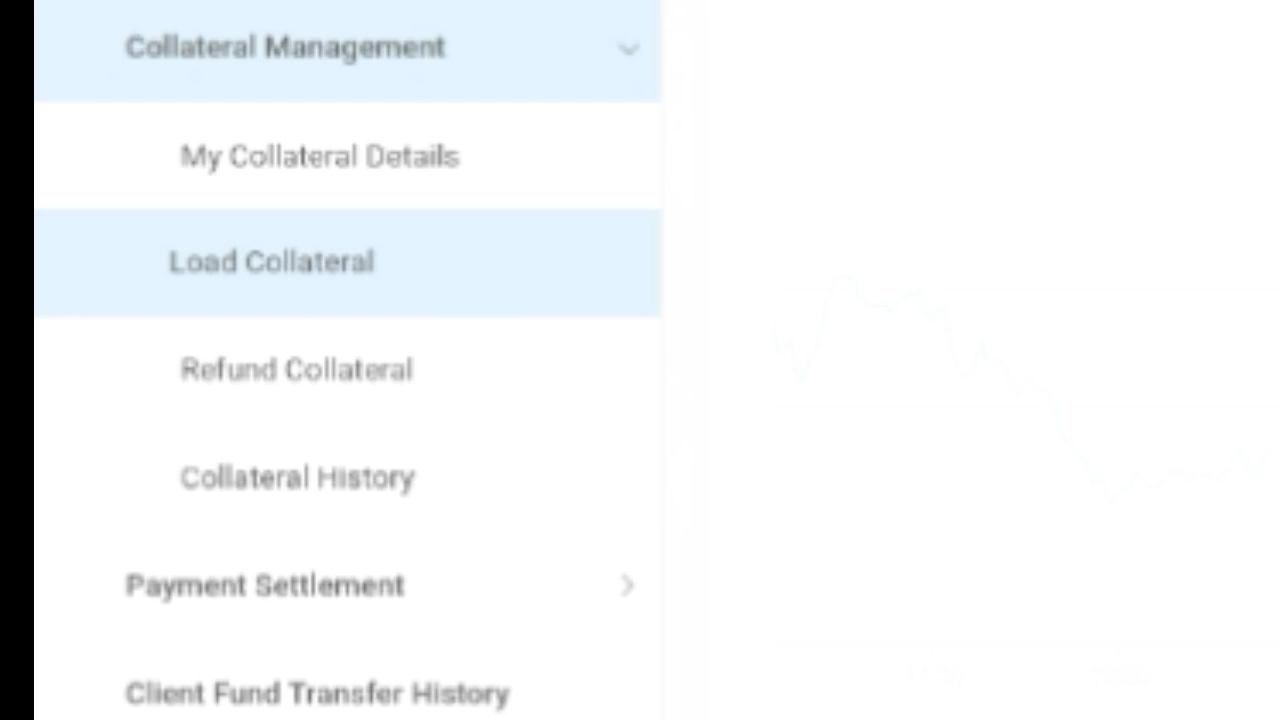 Collateral Management
My Collateral Details
Load Collateral
Refund Collateral
Collateral History
Payment Settlement
Client Fund Transfer History